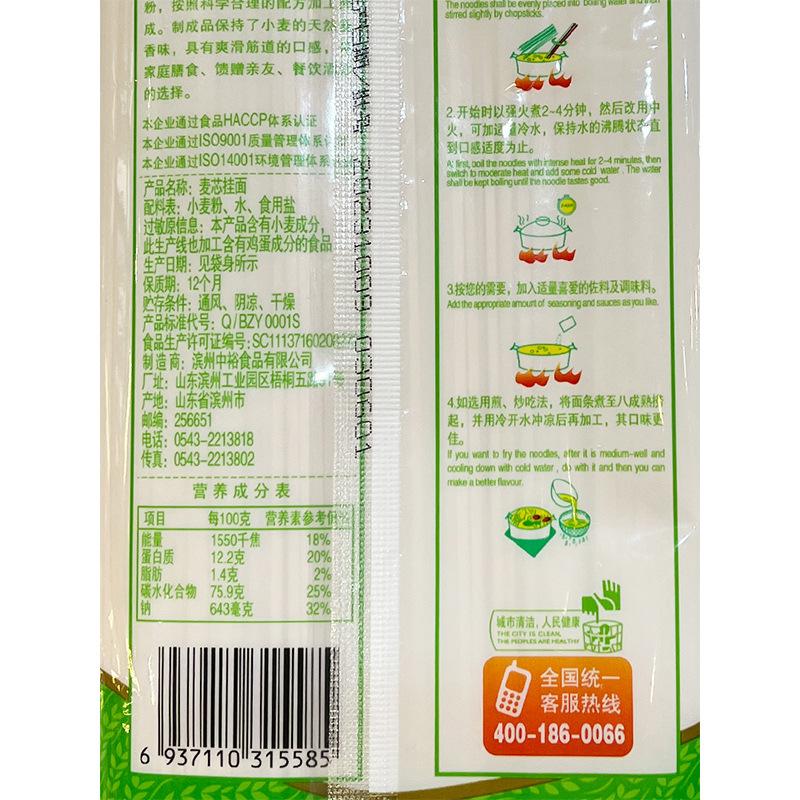 粉，按照科学合理的配方加工
成。制成品保持了小麦的天然
香味，具有爽滑筋道的口感，
家庭膳食、馈赠亲友、餐饮酒
的选择。
本企业通过食品HACCP体系认证
本企业通过ISO9001质量管理体系
本企业通过ISO14001环境管理体系
产品名称：麦芯挂面
配料表：小麦粉、水、食用盐
过敏原信息：本产品含有小麦成分，
此生产线也加工含有鸡蛋成分的食品
生产日期：见袋身所示
保质期：12个月
贮存条件：通风、阴凉、干燥
产品标准代号：Q/BZY 0001S
食品生产许可证编号：SC1113716020
制造商：滨州中裕食品有限公司
厂址：山东滨州工业园区梧桐五路
产地：山东省滨州市
邮编：256651
电话：0543-2213818
传真：0543-2213802
营养成分表
项目 每100克 营养素参考值%
能量 1550千焦 18%
蛋白质 12.2克 20%
脂肪 1.4克 2%
碳水化合物 75.9克 25%
钠 643毫克 32%
6 937110 315585
The noodles shall be evenly placed into boiling water and then
stirred slightly by chopsticks.
2.开始时以强火煮2~4分钟，然后改用中
火，可加适量冷水，保持水的沸腾状态直
到口感适度为止。
At first, boil the noodles with intense heat for 2-4 minutes, then
switch to moderate heat and add some cold water. The water
shall be kept boiling until the noodle tastes good.
3.按您的需要，加入适量喜爱的佐料及调味料。
Add the appropriate amount of seasoning and sauces as you like.
4.如选用煎、炒吃法，将面条煮至八成熟捞
起，并用冷开水冲凉后再加工，其口味更
佳。
If you want to fry the noodles, after it is medium-well and
cooling down with cold water, do with it and then you can
make a better flavour.
城市清洁，人民健康
THE CITY IS CLEAN,
THE PEOPLES ARE HEALTHY
全国统一
客服热线
400-186-0066